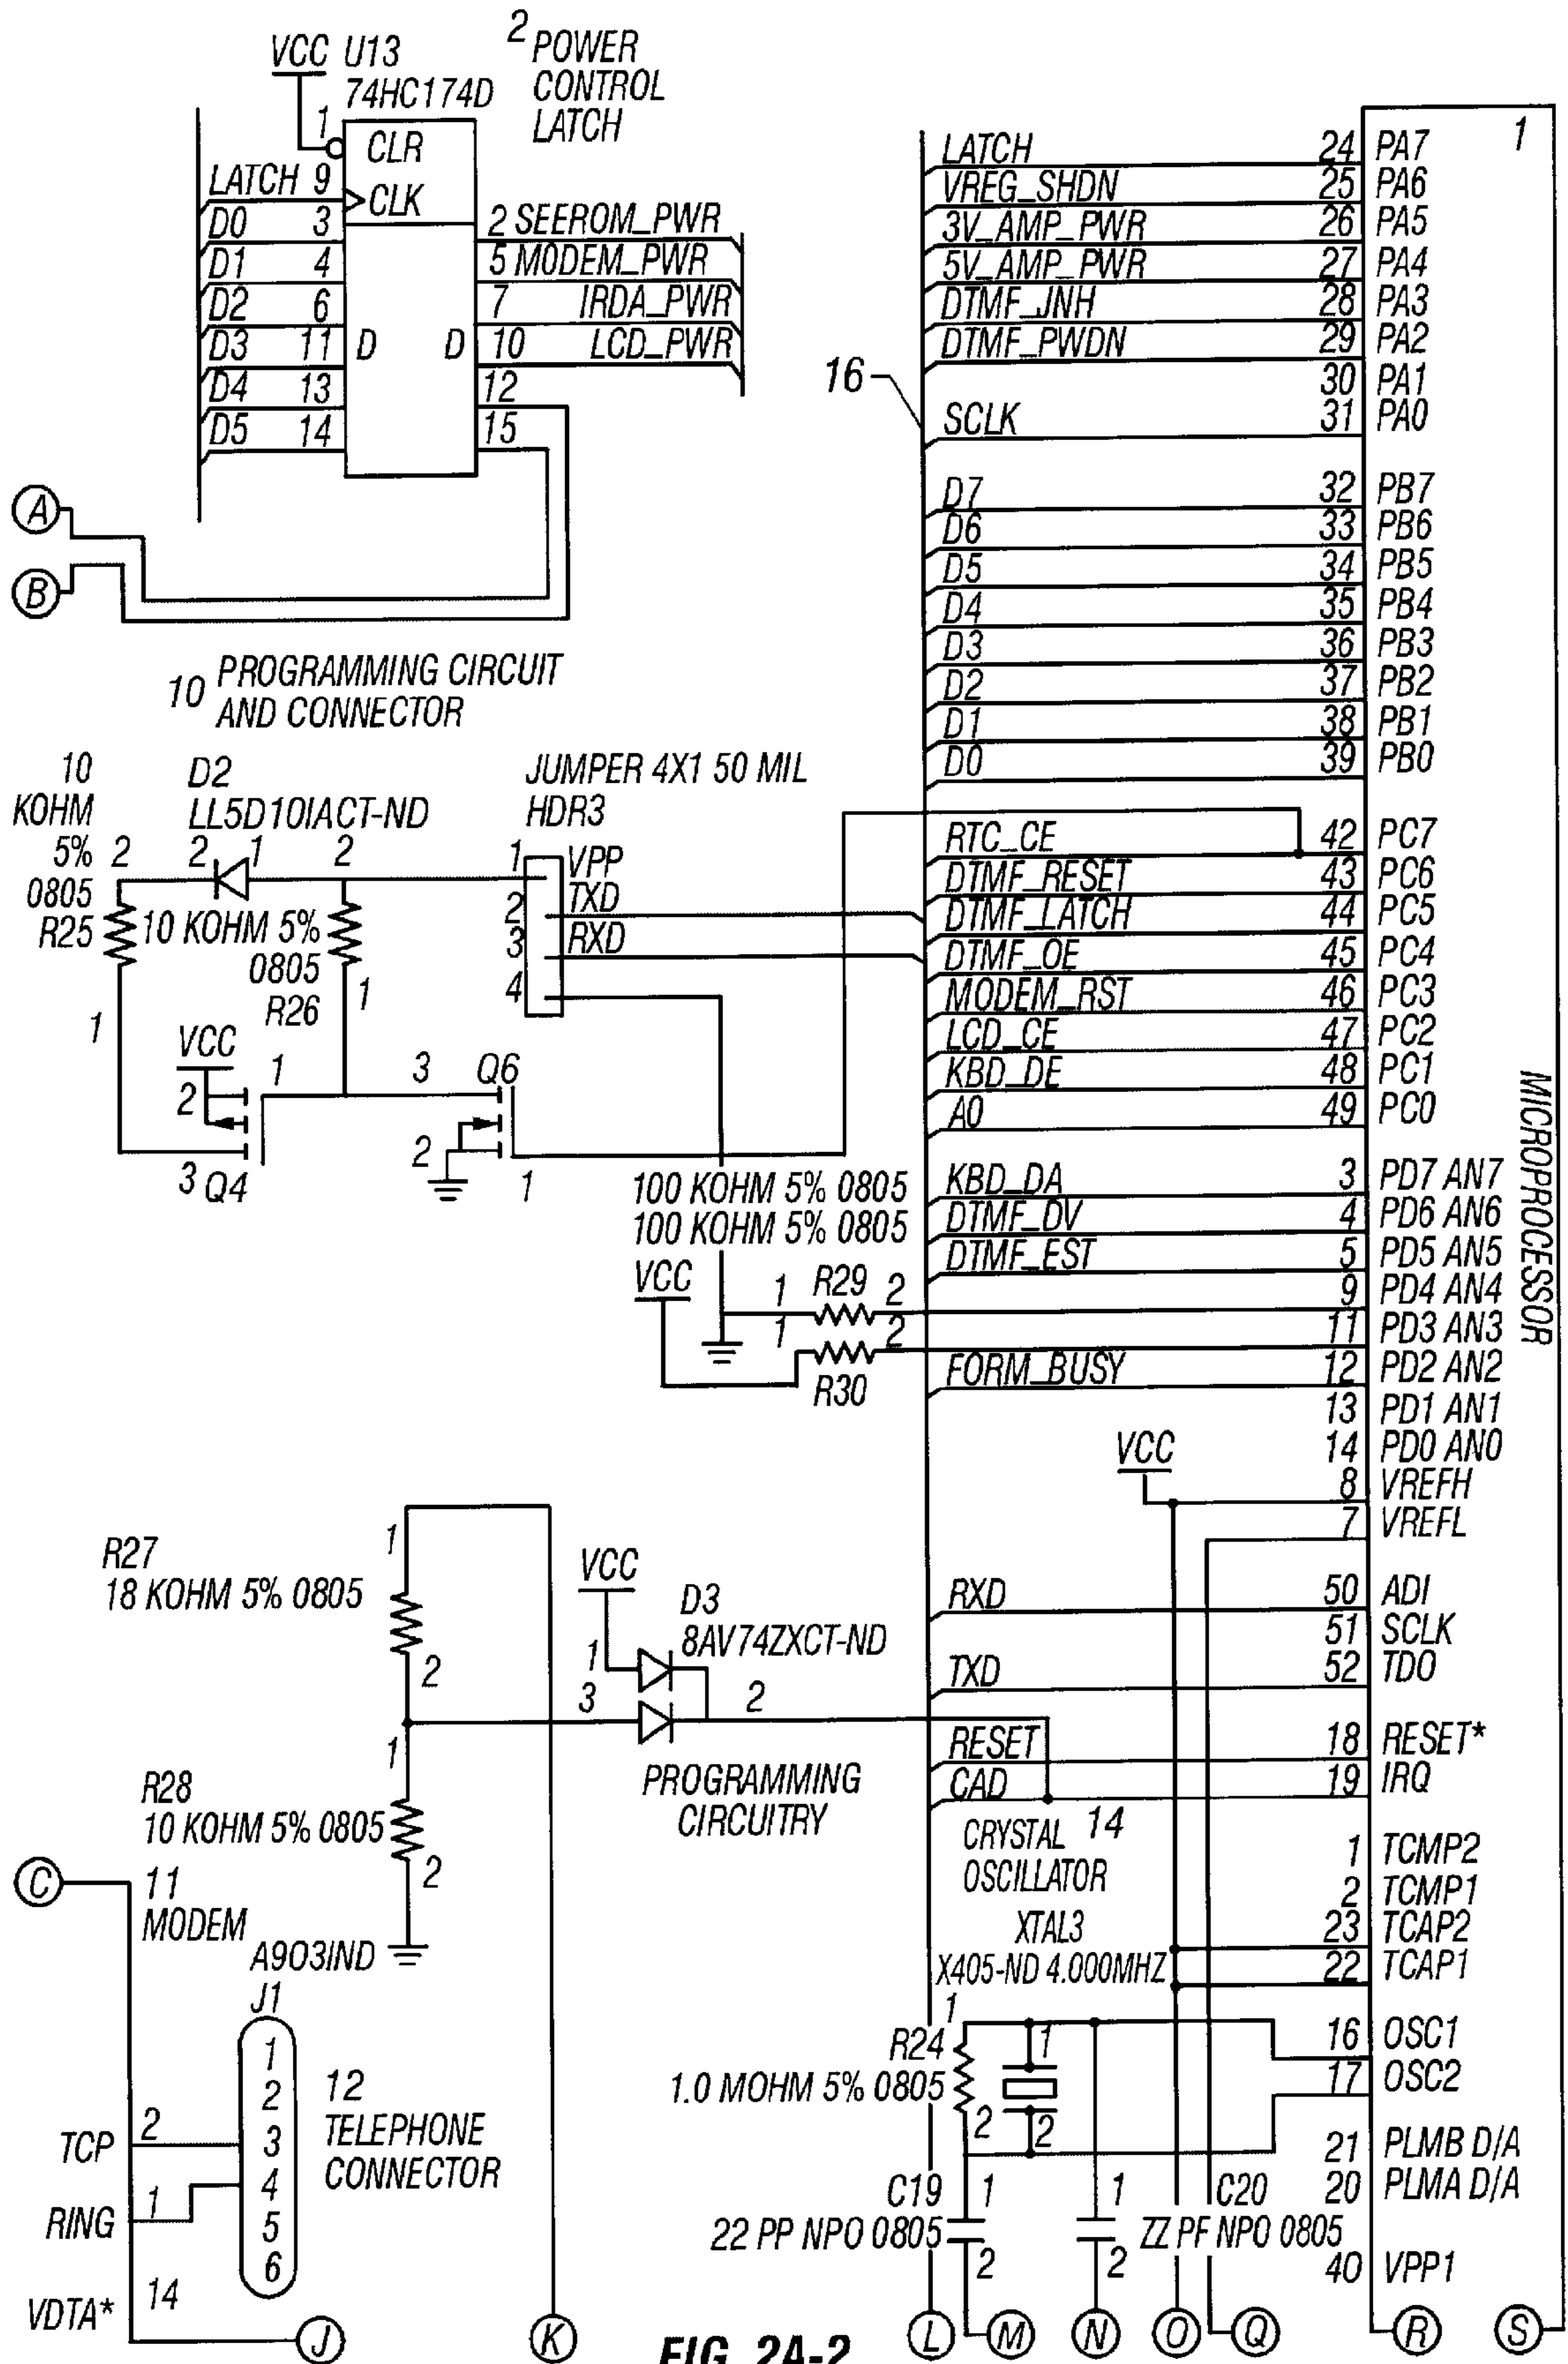 VCC U13
74HC174D
2 POWER
CONTROL
LATCH
1
CLR
LATCH 9
CLK
D0 3
D1 4
D2 6
D3 11
D4 13
D5 14
D D
2 SEEROM_PWR
5 MODEM_PWR
7 IRDA_PWR
10 LCD_PWR
12
15
A
B
10 PROGRAMMING CIRCUIT
AND CONNECTOR
10
KOHM
5%
0805
R25
2
1
D2
LL5D10IACT-ND
2 1
2
10 KOHM 5%
0805
R26
1
JUMPER 4X1 50 MIL
HDR3
1 VPP
2 TXD
3 RXD
4
VCC
2
1
3 Q4
3 Q6
2
1
100 KOHM 5% 0805
100 KOHM 5% 0805
VCC
1 R29 2
1 2
R30
R27
18 KOHM 5% 0805
1
2
VCC
D3
8AV74ZXCT-ND
1
3
2
PROGRAMMING
CIRCUITRY
1
R28
10 KOHM 5% 0805
2
C
11
MODEM
A903IND
J1
1
2
3
4
5
6
12
TELEPHONE
CONNECTOR
TCP 2
RING 1
VDTA* 14
J
K
16
1
MICROPROCESSOR
LATCH 24 PA7
VREG_SHDN 25 PA6
3V_AMP_PWR 26 PA5
5V_AMP_PWR 27 PA4
DTMF_JNH 28 PA3
DTMF_PWDN 29 PA2
30 PA1
SCLK 31 PA0
D7 32 PB7
D6 33 PB6
D5 34 PB5
D4 35 PB4
D3 36 PB3
D2 37 PB2
D1 38 PB1
D0 39 PB0
RTC_CE 42 PC7
DTMF_RESET 43 PC6
DTMF_LATCH 44 PC5
DTMF_OE 45 PC4
MODEM_RST 46 PC3
LCD_CE 47 PC2
KBD_DE 48 PC1
A0 49 PC0
KBD_DA 3 PD7 AN7
DTMF_DV 4 PD6 AN6
DTMF_EST 5 PD5 AN5
9 PD4 AN4
11 PD3 AN3
FORM_BUSY 12 PD2 AN2
13 PD1 AN1
14 PD0 AN0
VCC
8 VREFH
7 VREFL
RXD 50 ADI
51 SCLK
TXD 52 TDO
RESET 18 RESET*
CAD 19 IRQ
CRYSTAL 14
OSCILLATOR
XTAL3
X405-ND 4.000MHZ
1 TCMP2
2 TCMP1
23 TCAP2
22 TCAP1
1
R24
1.0 MOHM 5% 0805
2
1
2
16 OSC1
17 OSC2
21 PLMB D/A
20 PLMA D/A
C19 1
22 PP NPO 0805
2
1 C20
ZZ PF NPO 0805
2
40 VPP1
L
M
N
O
Q
R
S
FIG. 2A-2